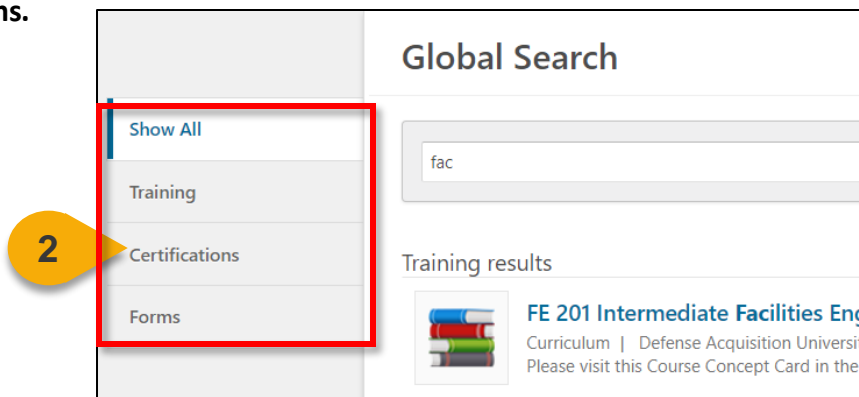 ns.
Global Search
Show All
fac
Training
2
Certifications
Training results
Forms
FE 201 Intermediate Facilities Eng
Curriculum | Defense Acquisition Universit
Please visit this Course Concept Card in the